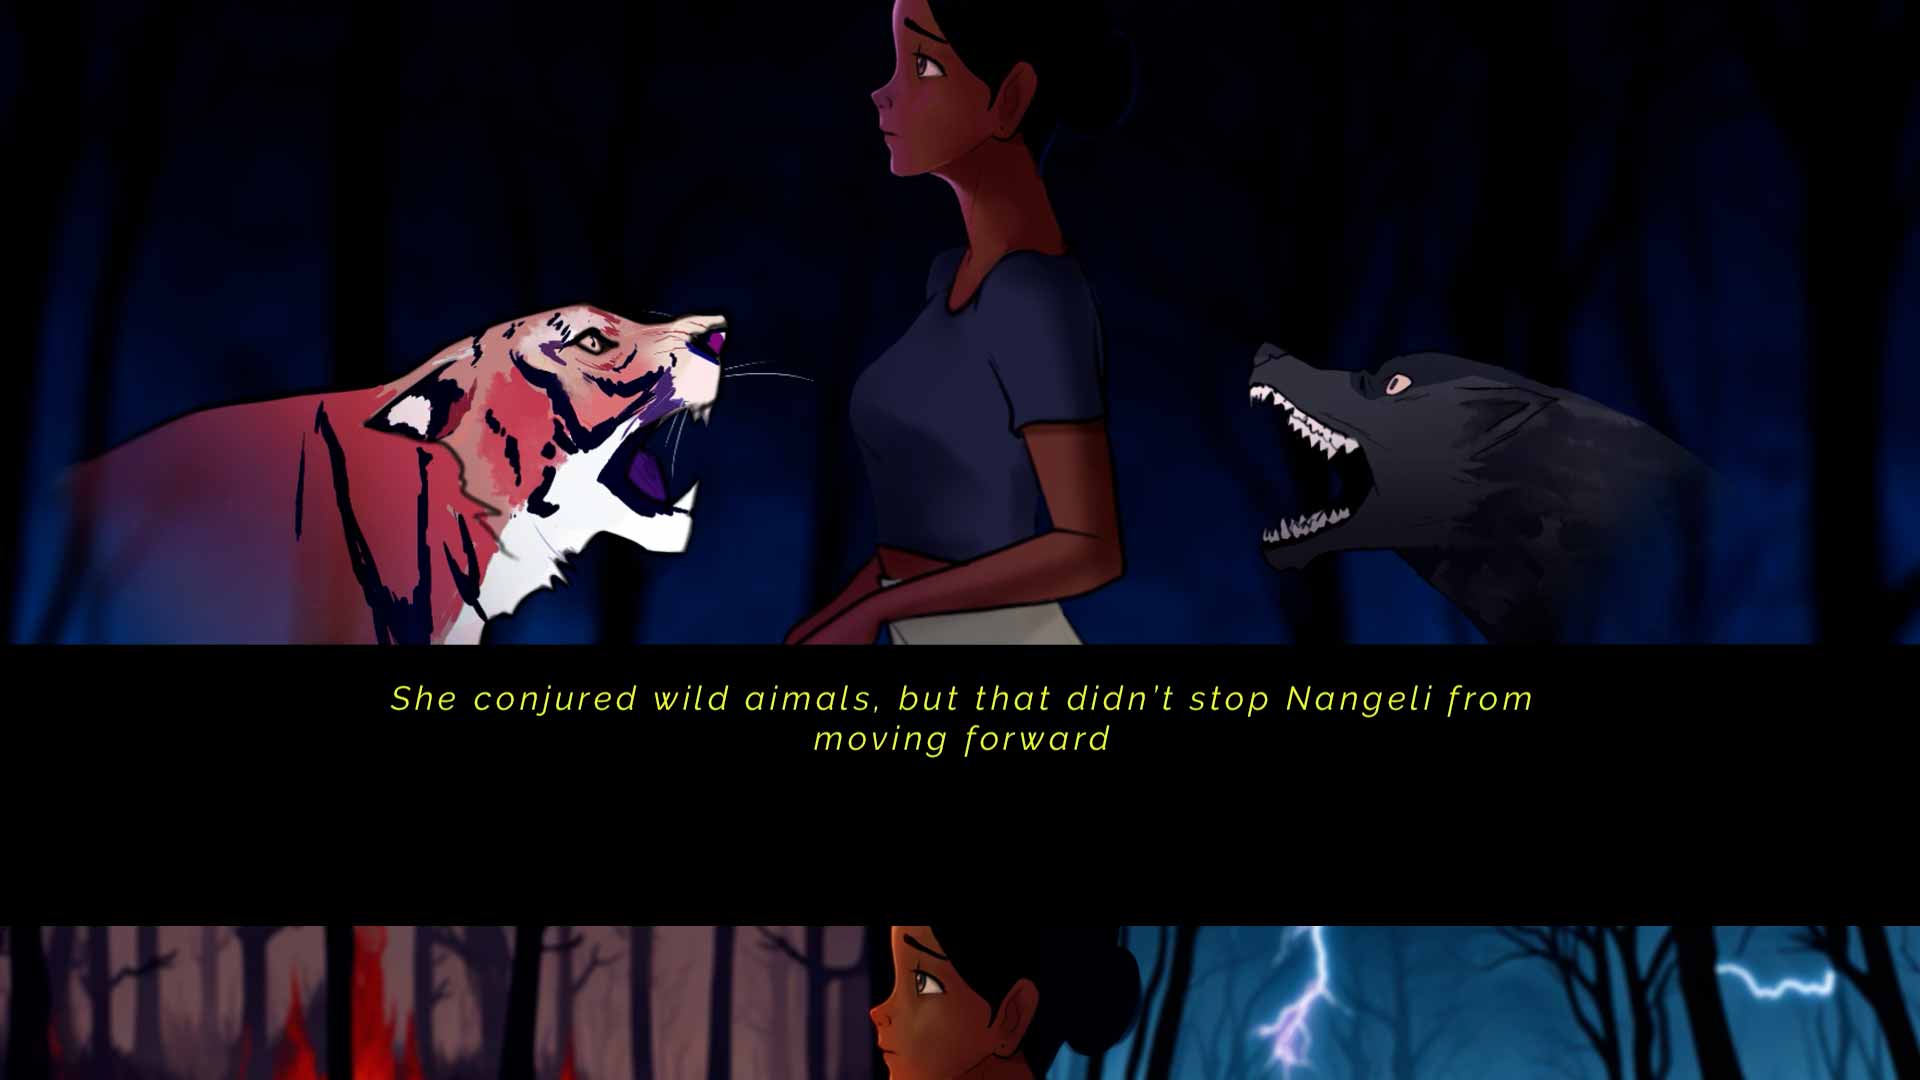 She conjured wild aimals, but that didn't stop Nangeli from
moving forward